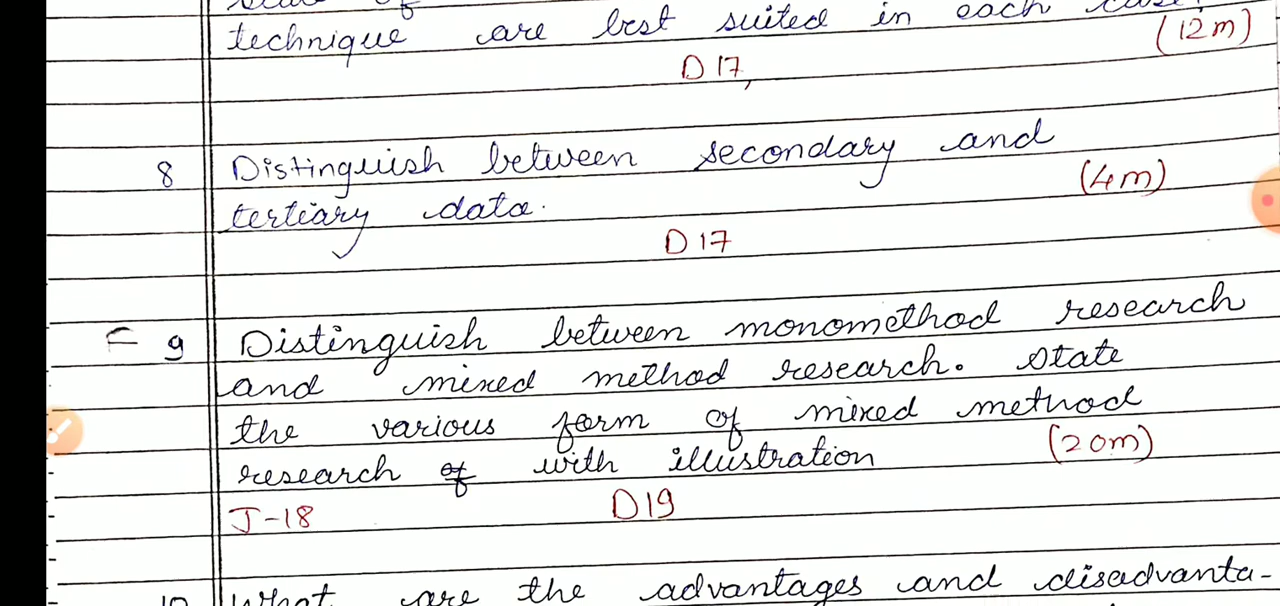 technique are best suited in each
(12m)
D17,
8 Distinguish between secondary and
tertiary data.
(4m)
D17
9 Distinguish between monomethod research
and mixed method research. State
the various form of mixed method
research of with illustration
(20m)
J-18 D19
10 What are the advantages and disadvanta-